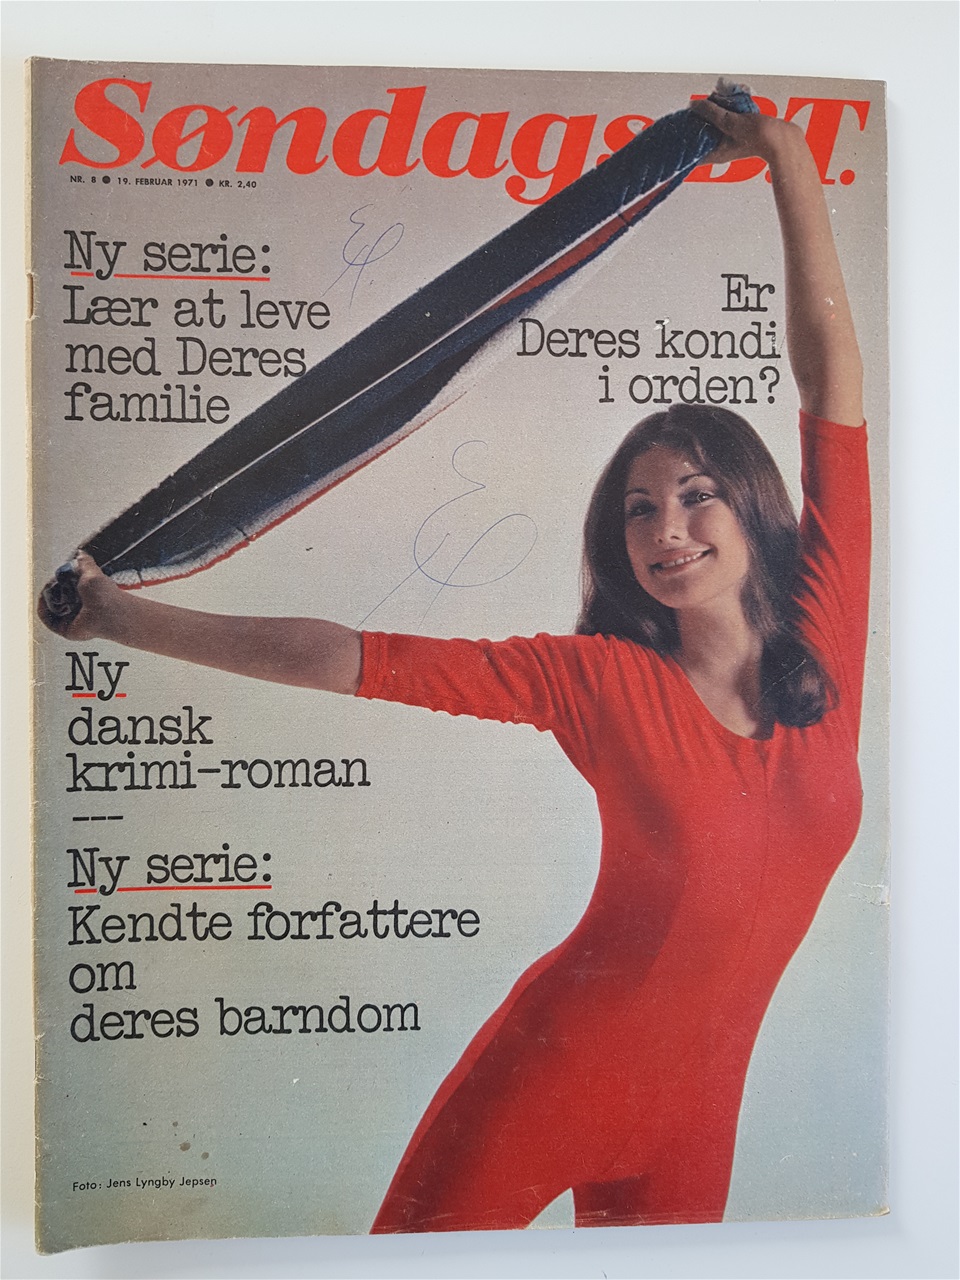 Søndags B.T.
NR. 8 ● 19. FEBRUAR 1971 ● KR. 2,40
Ny serie:
Lær at leve
med Deres
familie
Er
Deres kondi
i orden?
Ny
dansk
krimi-roman
---
Ny serie:
Kendte forfattere
om
deres barndom
Foto: Jens Lyngby Jepsen